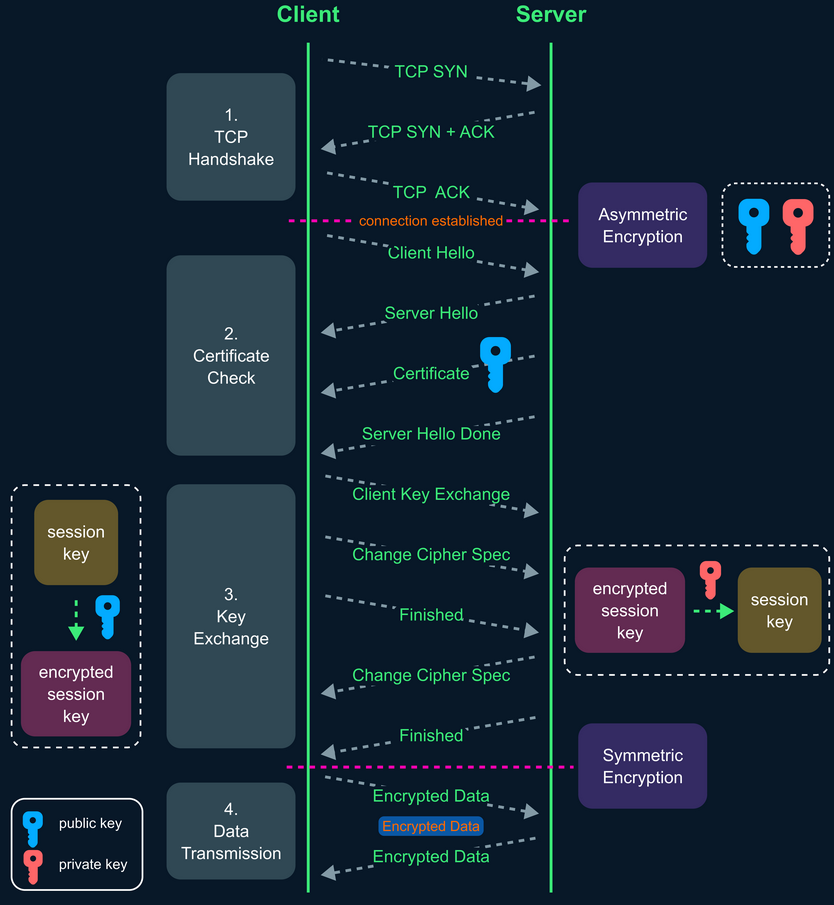 Client
Server
TCP SYN
1.
TCP
Handshake
TCP SYN + ACK
TCP ACK
connection established
Asymmetric
Encryption
Client Hello
2.
Certificate
Check
Server Hello
Certificate
Server Hello Done
3.
Key
Exchange
Client Key Exchange
Change Cipher Spec
Finished
Change Cipher Spec
Finished
session
key
encrypted
session
key
encrypted
session
key
session
key
Symmetric
Encryption
4.
Data
Transmission
Encrypted Data
Encrypted Data
Encrypted Data
public key
private key